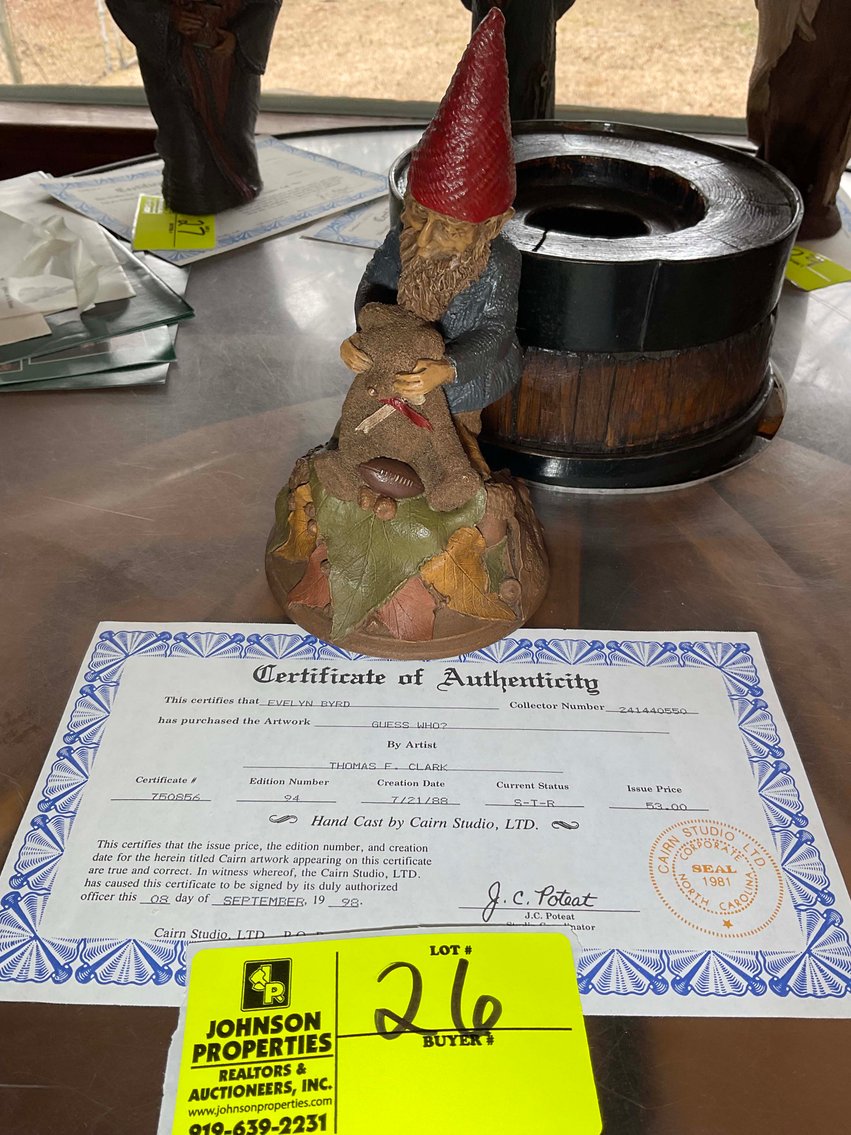 27
Certificate of Authenticity
This certifies that EVELYN BYRD Collector Number 241440550
has purchased the Artwork GUESS WHO?
By Artist
THOMAS F. CLARK
Certificate # Edition Number Creation Date Current Status Issue Price
750856 94 7/21/88 S-T-R 53.00
Hand Cast by Cairn Studio, LTD.
This certifies that the issue price, the edition number, and creation
date for the herein titled Cairn artwork appearing on this certificate
are true and correct. In witness whereof, the Cairn Studio, LTD.
has caused this certificate to be signed by its duly authorized
officer this 08 day of SEPTEMBER, 19 98.
J. C. Poteat
J.C. Poteat
CAIRN STUDIO LTD
CORPORATE
SEAL
1981
NORTH CAROLINA
Cairn Studio, LTD
LOT #
26
BUYER #
JP
JOHNSON
PROPERTIES
REALTORS &
AUCTIONEERS, INC.
www.johnsonproperties.com
919-639-2231